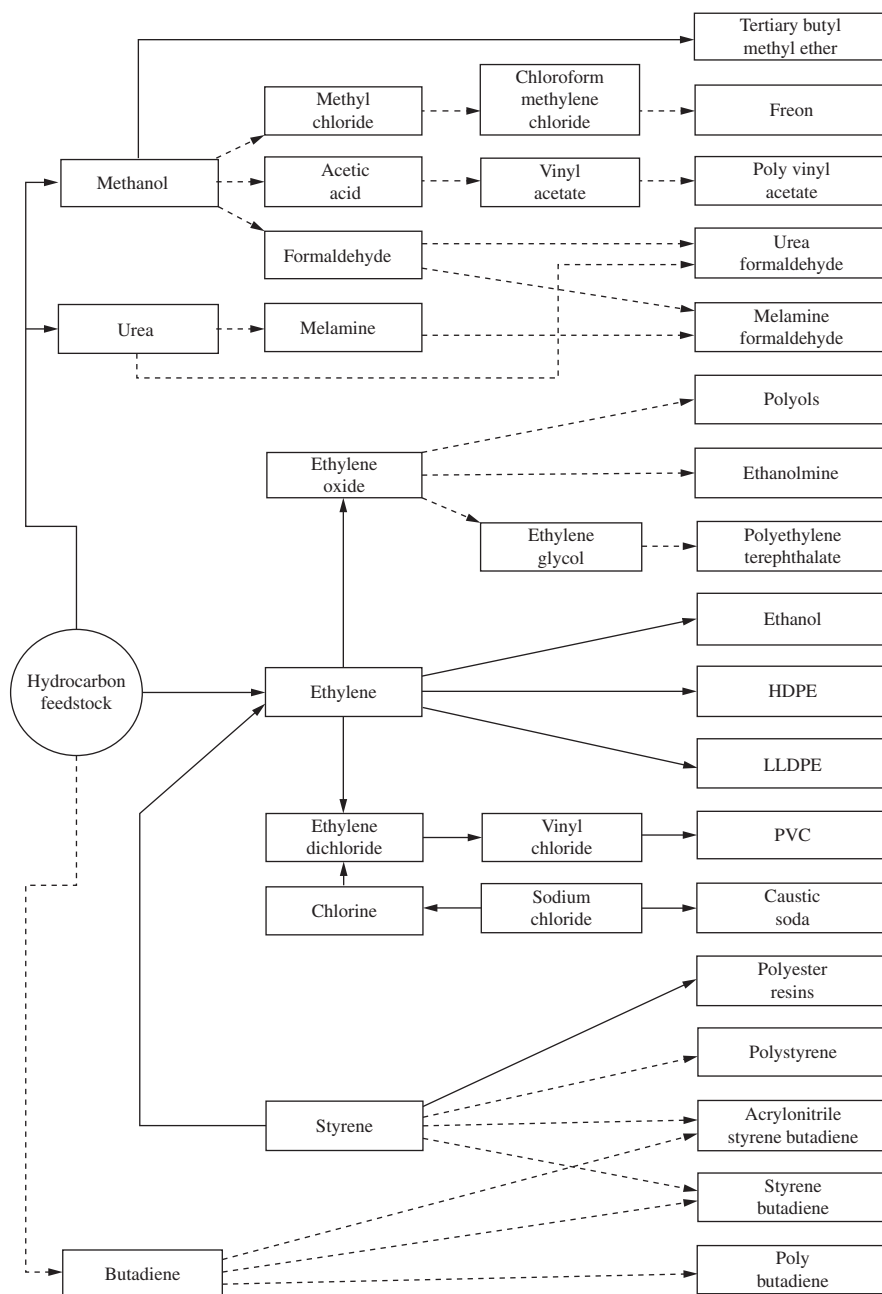 Tertiary butyl
methyl ether
Methyl
chloride
Chloroform
methylene
chloride
Freon
Methanol
Acetic
acid
Vinyl
acetate
Poly vinyl
acetate
Formaldehyde
Urea
formaldehyde
Urea
Melamine
Melamine
formaldehyde
Polyols
Ethylene
oxide
Ethanolmine
Ethylene
glycol
Polyethylene
terephthalate
Ethanol
Hydrocarbon
feedstock
Ethylene
HDPE
LLDPE
Ethylene
dichloride
Vinyl
chloride
PVC
Chlorine
Sodium
chloride
Caustic
soda
Polyester
resins
Polystyrene
Styrene
Acrylonitrile
styrene butadiene
Styrene
butadiene
Butadiene
Poly
butadiene